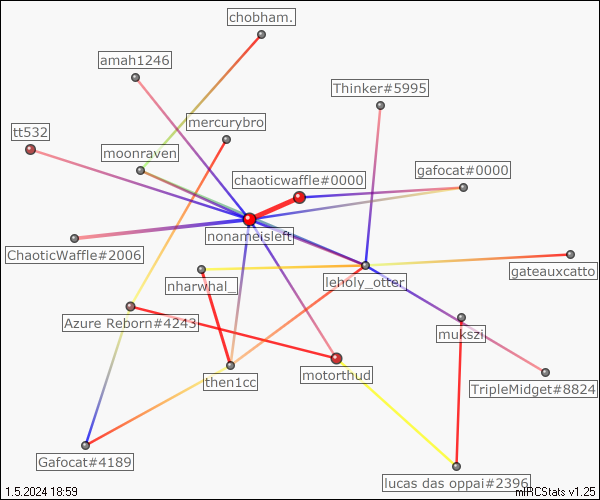 chobham.
amah1246
Thinker#5995
mercurybro
tt532
moonraven
gafocat#0000
chaoticwaffle#0000
nonameisleft
ChaoticWaffle#2006
gateauxcatto
nharwhal_
leholy_otter
Azure Reborn#4243
mukszi
then1cc
motorthud
TripleMidget#8824
Gafocat#4189
lucas das oppai#2396
1.5.2024 18:59
mIRCStats v1.25